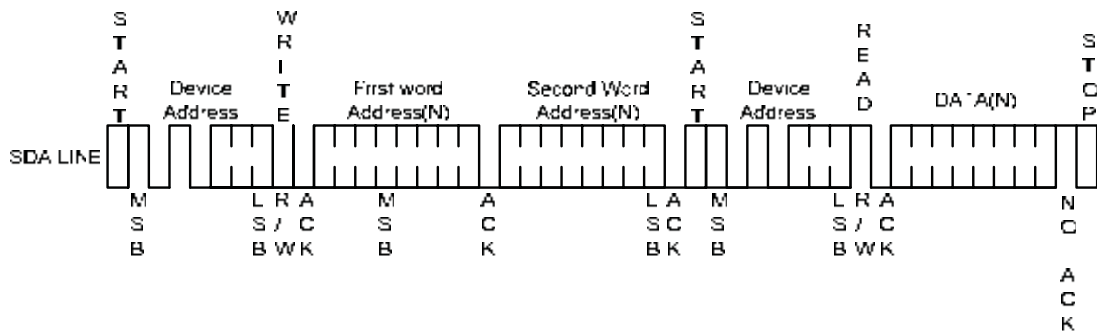 START
WRITE
START
READ
STOP
Device
Address
First word
Address(N)
Second Word
Address(N)
Device
Address
DATA(N)
SDA LINE
MSB
LSB
R/W
ACK
MSB
ACK
LSB
ACK
MSB
LSB
R/W
ACK
NO ACK